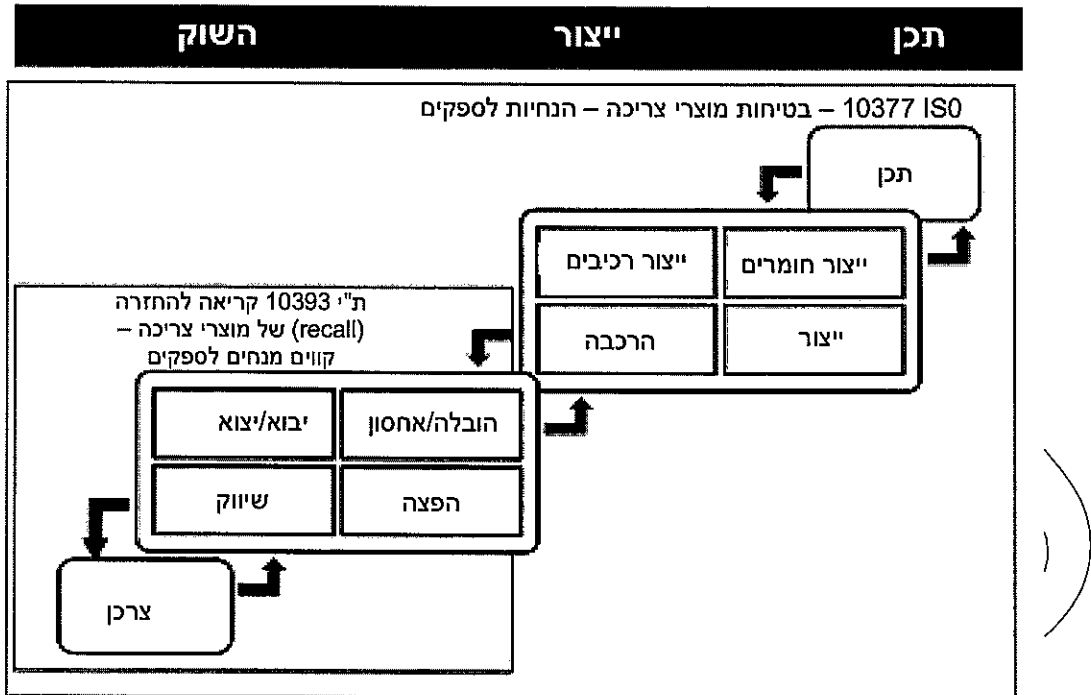 תכן ייצור השוק
10377 IS0 – בטיחות מוצרי צריכה – הנחיות לספקים
תכן
ייצור חומרים ייצור רכיבים
ייצור הרכבה
ת"י 10393 קריאה להחזרה
(recall) של מוצרי צריכה –
קווים מנחים לספקים
הובלה/אחסון יבוא/יצוא
הפצה שיווק
צרכן